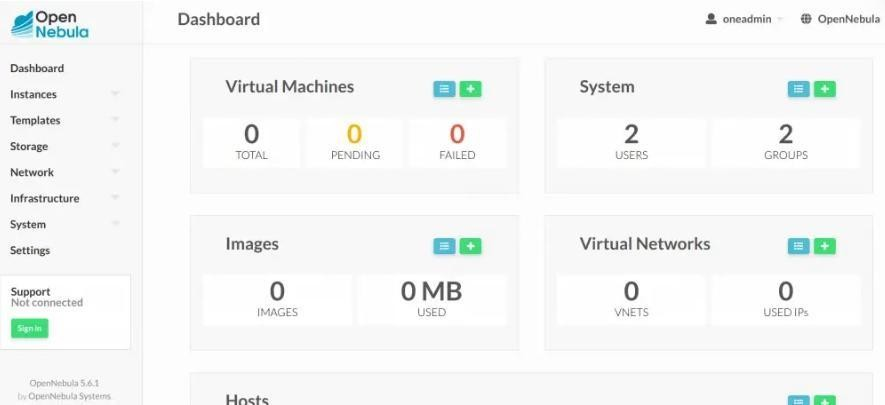 Open
Nebula
Dashboard
oneadmin
OpenNebula
Dashboard
Instances
Templates
Storage
Network
Infrastructure
System
Settings
Support
Not connected
Sign in
OpenNebula 5.6.1
by OpenNebula Systems
Virtual Machines
0 0 0
TOTAL PENDING FAILED
System
2 2
USERS GROUPS
Images
0 0 MB
IMAGES USED
Virtual Networks
0 0
VNETS USED IPs
Hosts